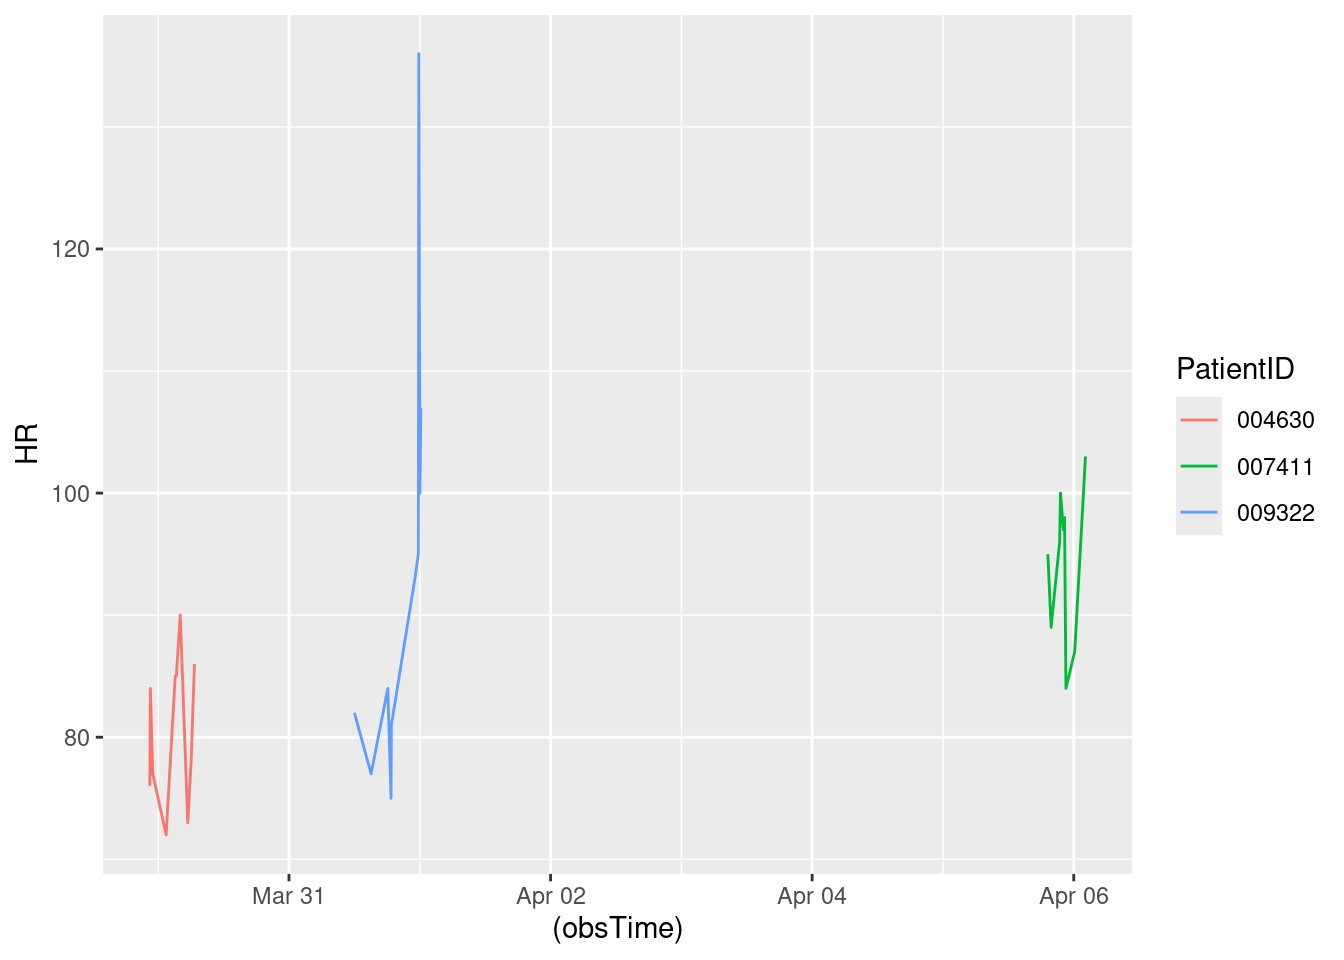 HR
120
100
80
Mar 31
Apr 02
Apr 04
Apr 06
(obsTime)
PatientID
004630
007411
009322